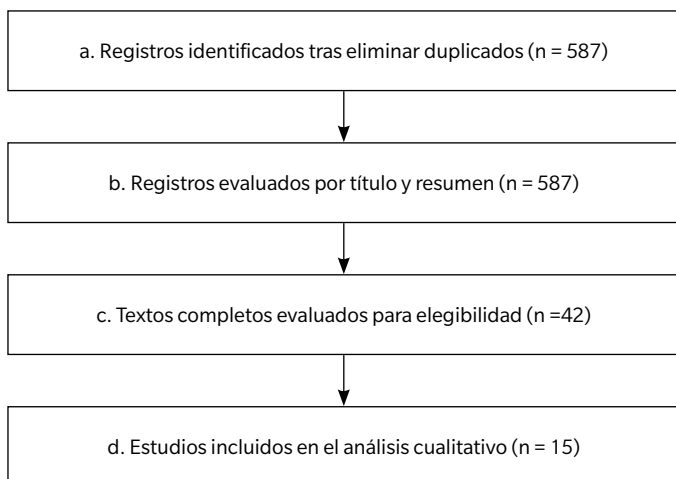 a. Registros identificados tras eliminar duplicados (n = 587)
b. Registros evaluados por título y resumen (n = 587)
c. Textos completos evaluados para elegibilidad (n =42)
d. Estudios incluidos en el análisis cualitativo (n = 15)